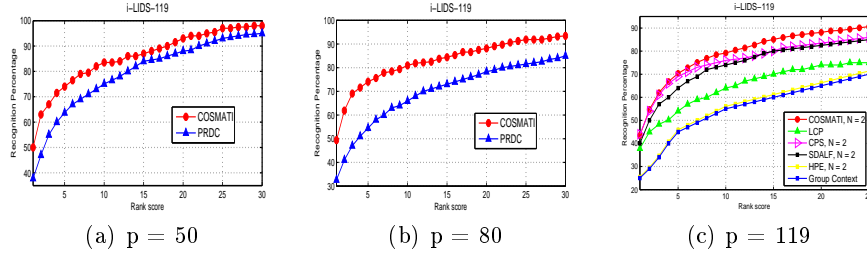 i−LIDS−119
Recognition Percentage
100
90
80
70
60
50
40
5
10
15
20
25
30
Rank score
COSMATI
PRDC
(a) p = 50
i−LIDS−119
Recognition Percentage
100
90
80
70
60
50
40
30
5
10
15
20
25
30
Rank score
COSMATI
PRDC
(b) p = 80
i−LIDS−119
Recognition Percentage
100
90
80
70
60
50
40
30
20
5
10
15
20
25
Rank score
COSMATI, N = 2
LCP
CPS, N = 2
SDALF, N = 2
HPE, N = 2
Group Context
(c) p = 119